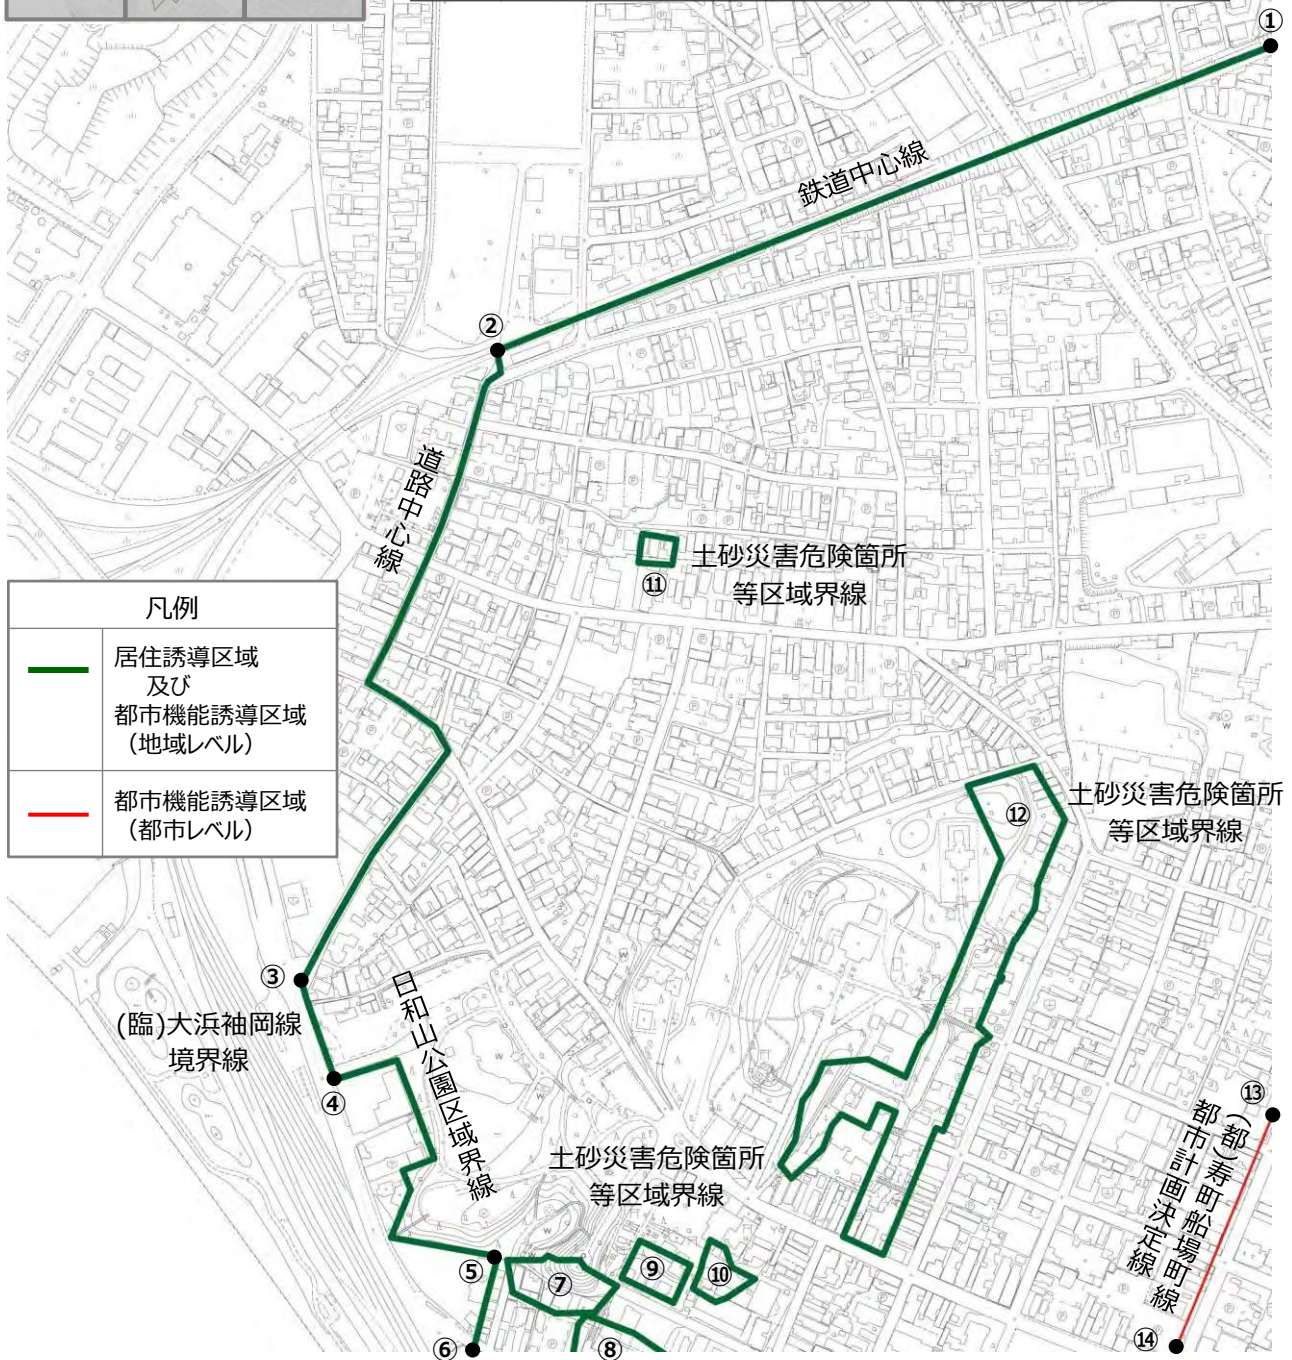 ①
鉄道中心線
②
道路中心線
土砂災害危険箇所
等区域界線
⑪
凡例
居住誘導区域
及び
都市機能誘導区域
（地域レベル）
都市機能誘導区域
（都市レベル）
⑫
土砂災害危険箇所
等区域界線
③
(臨)大浜袖岡線
境界線
④
日和山公園区域界線
土砂災害危険箇所
等区域界線
⑬
(都)寿町船場町線
都市計画決定線
⑤
⑦
⑨
⑩
⑥
⑧
⑭